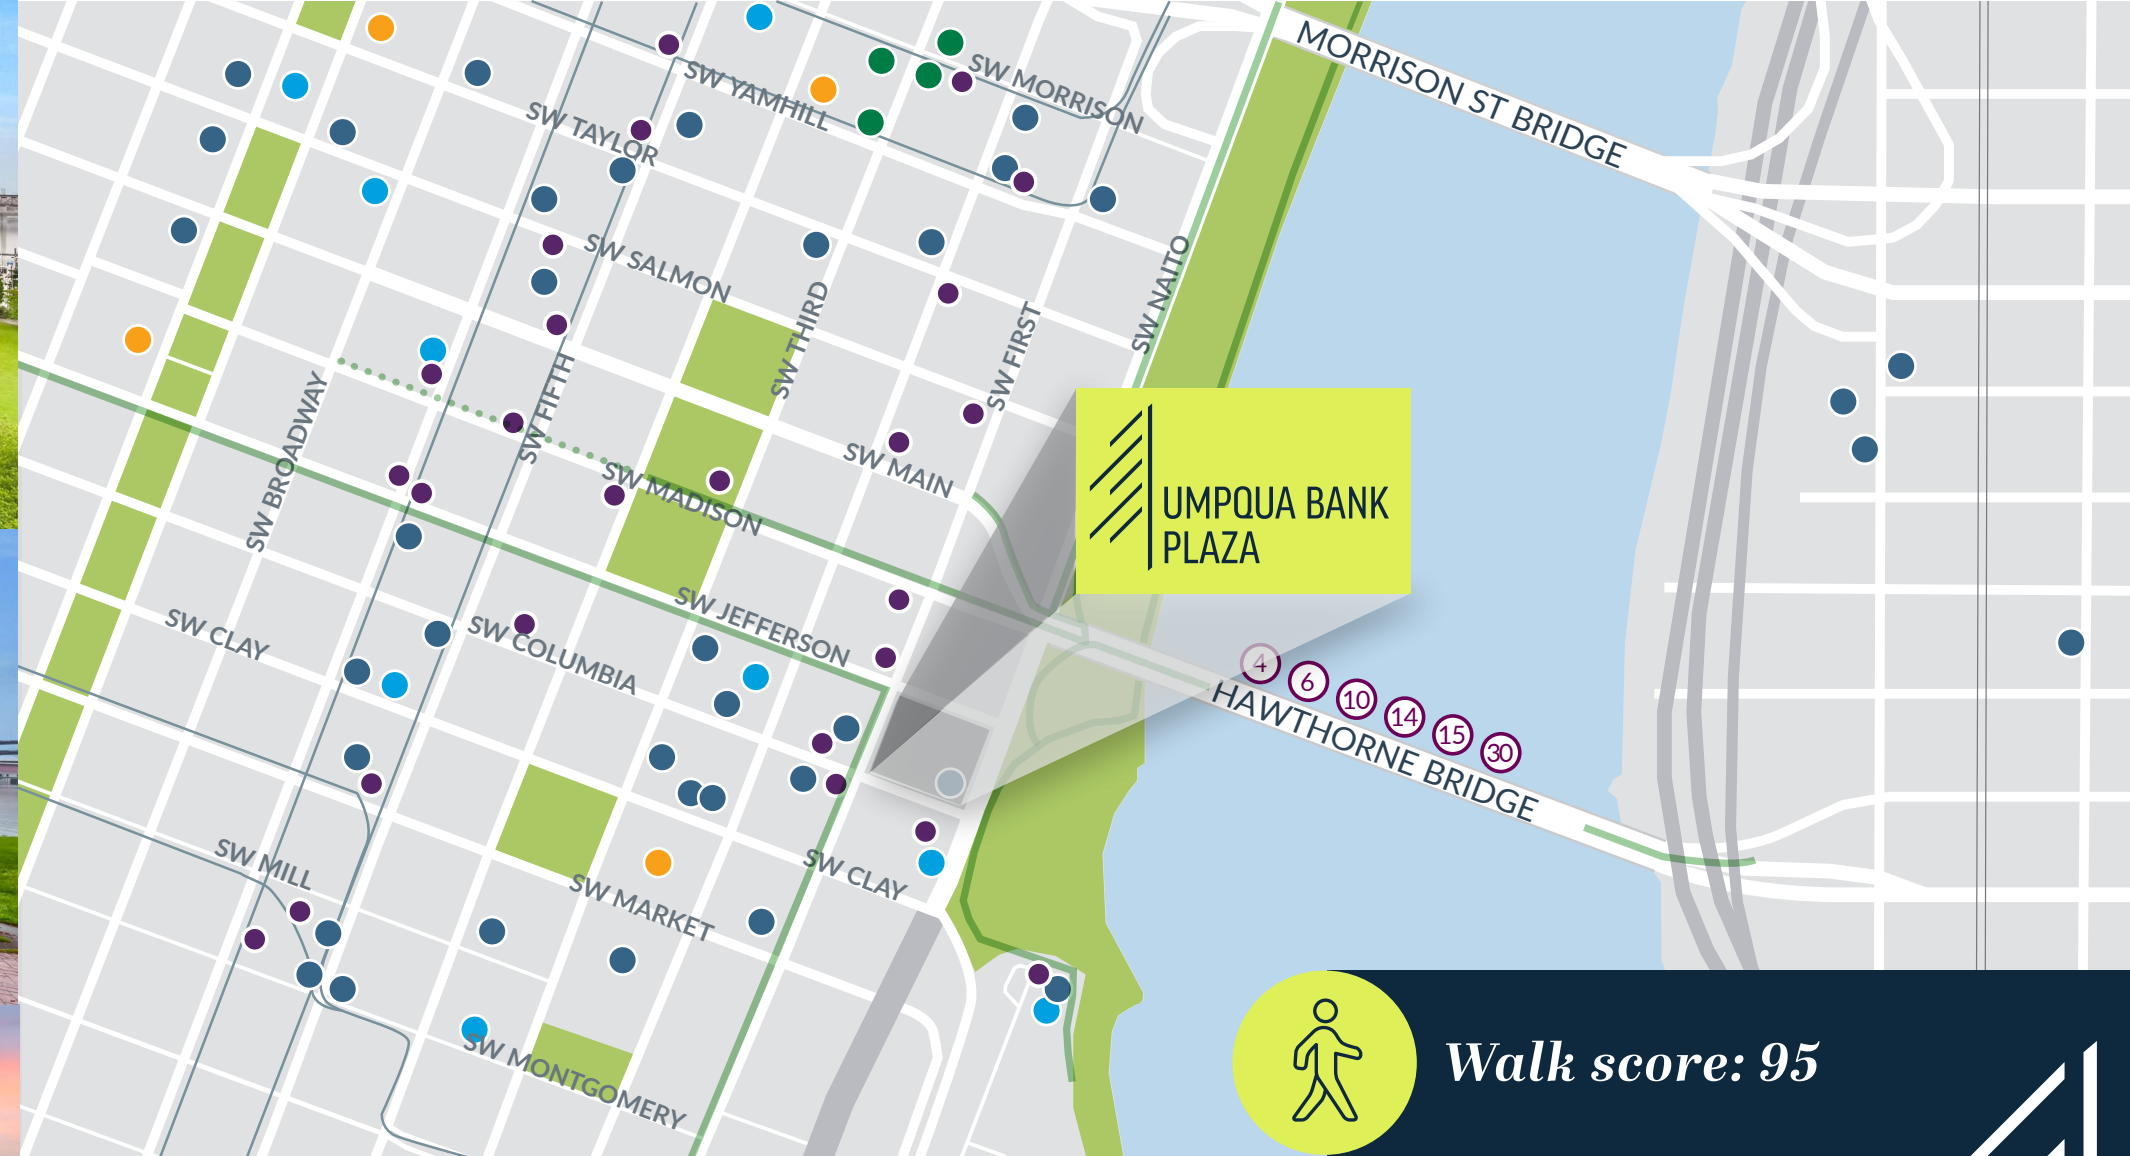 MORRISON ST BRIDGE
SW MORRISON
SW YAMHILL
SW TAYLOR
SW SALMON
SW NAITO
SW THIRD
SW FIRST
SW FIFTH
SW BROADWAY
SW MAIN
SW MADISON
UMPQUA BANK
PLAZA
SW JEFFERSON
SW COLUMBIA
SW CLAY
4
6
10
14
15
30
HAWTHORNE BRIDGE
SW MILL
SW CLAY
SW MARKET
SW MONTGOMERY
Walk score: 95